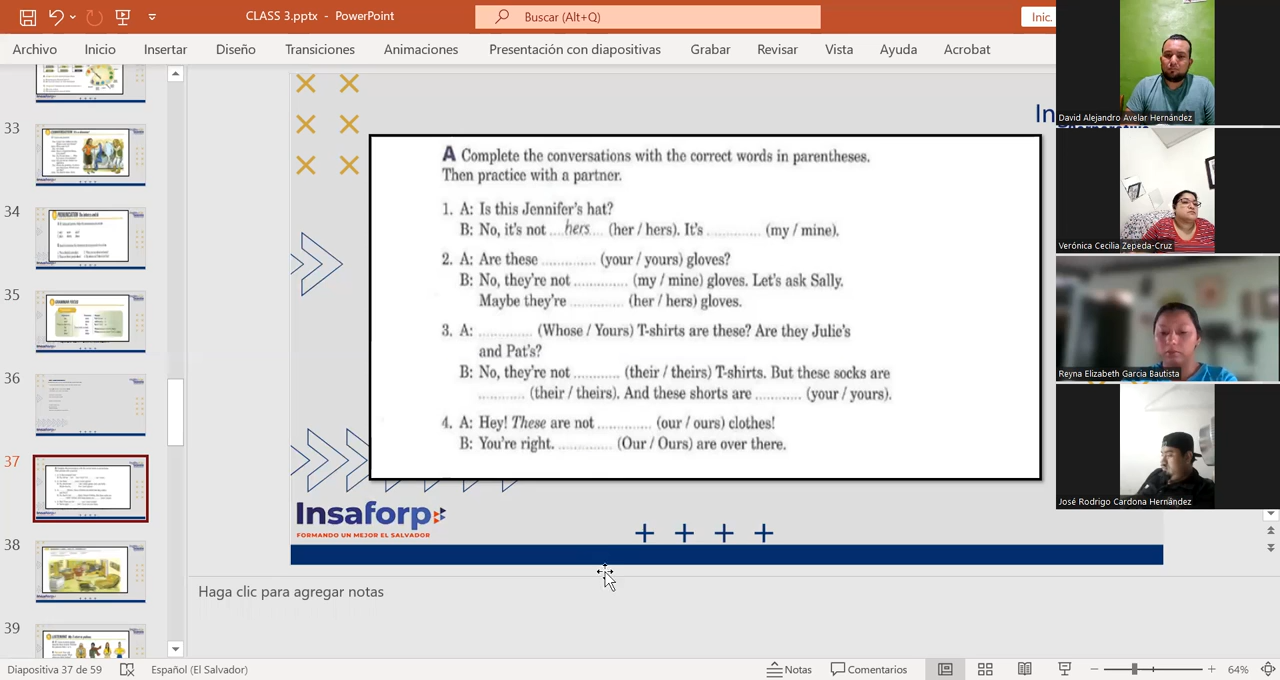 CLASS 3.pptx - PowerPoint
Buscar (Alt+Q)
Inic.
Archivo Inicio Insertar Diseño Transiciones Animaciones Presentación con diapositivas Grabar Revisar Vista Ayuda Acrobat
33
34
35
36
37
38
39
In
A Complete the conversations with the correct words in parentheses.
Then practice with a partner.
1. A: Is this Jennifer's hat?
B: No, it's not ...hers... (her / hers). It's ............ (my / mine).
2. A: Are these ............ (your / yours) gloves?
B: No, they're not ............ (my / mine) gloves. Let's ask Sally.
Maybe they're ............ (her / hers) gloves.
3. A: ............ (Whose / Yours) T-shirts are these? Are they Julie's
and Pat's?
B: No, they're not ............ (their / theirs) T-shirts. But these socks are
............ (their / theirs). And these shorts are ............ (your / yours).
4. A: Hey! These are not ............ (our / ours) clothes!
B: You're right. ............ (Our / Ours) are over there.
Insaforp
FORMANDO UN MEJOR EL SALVADOR
Haga clic para agregar notas
David Alejandro Avelar Hernández
Verónica Cecilia Zepeda-Cruz
Reyna Elizabeth Garcia Bautista
José Rodrigo Cardona Hernández
Diapositiva 37 de 59 Español (El Salvador) Notas Comentarios 64%